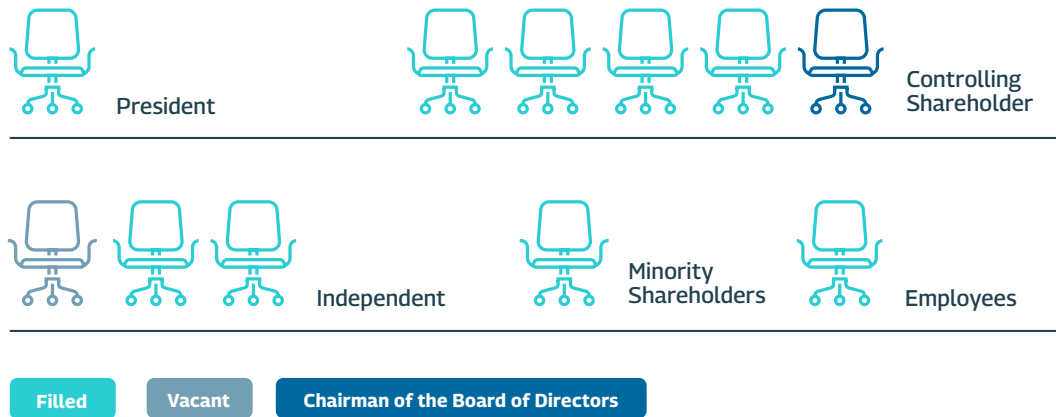 President
Controlling
Shareholder
Independent
Minority
Shareholders
Employees
Filled
Vacant
Chairman of the Board of Directors